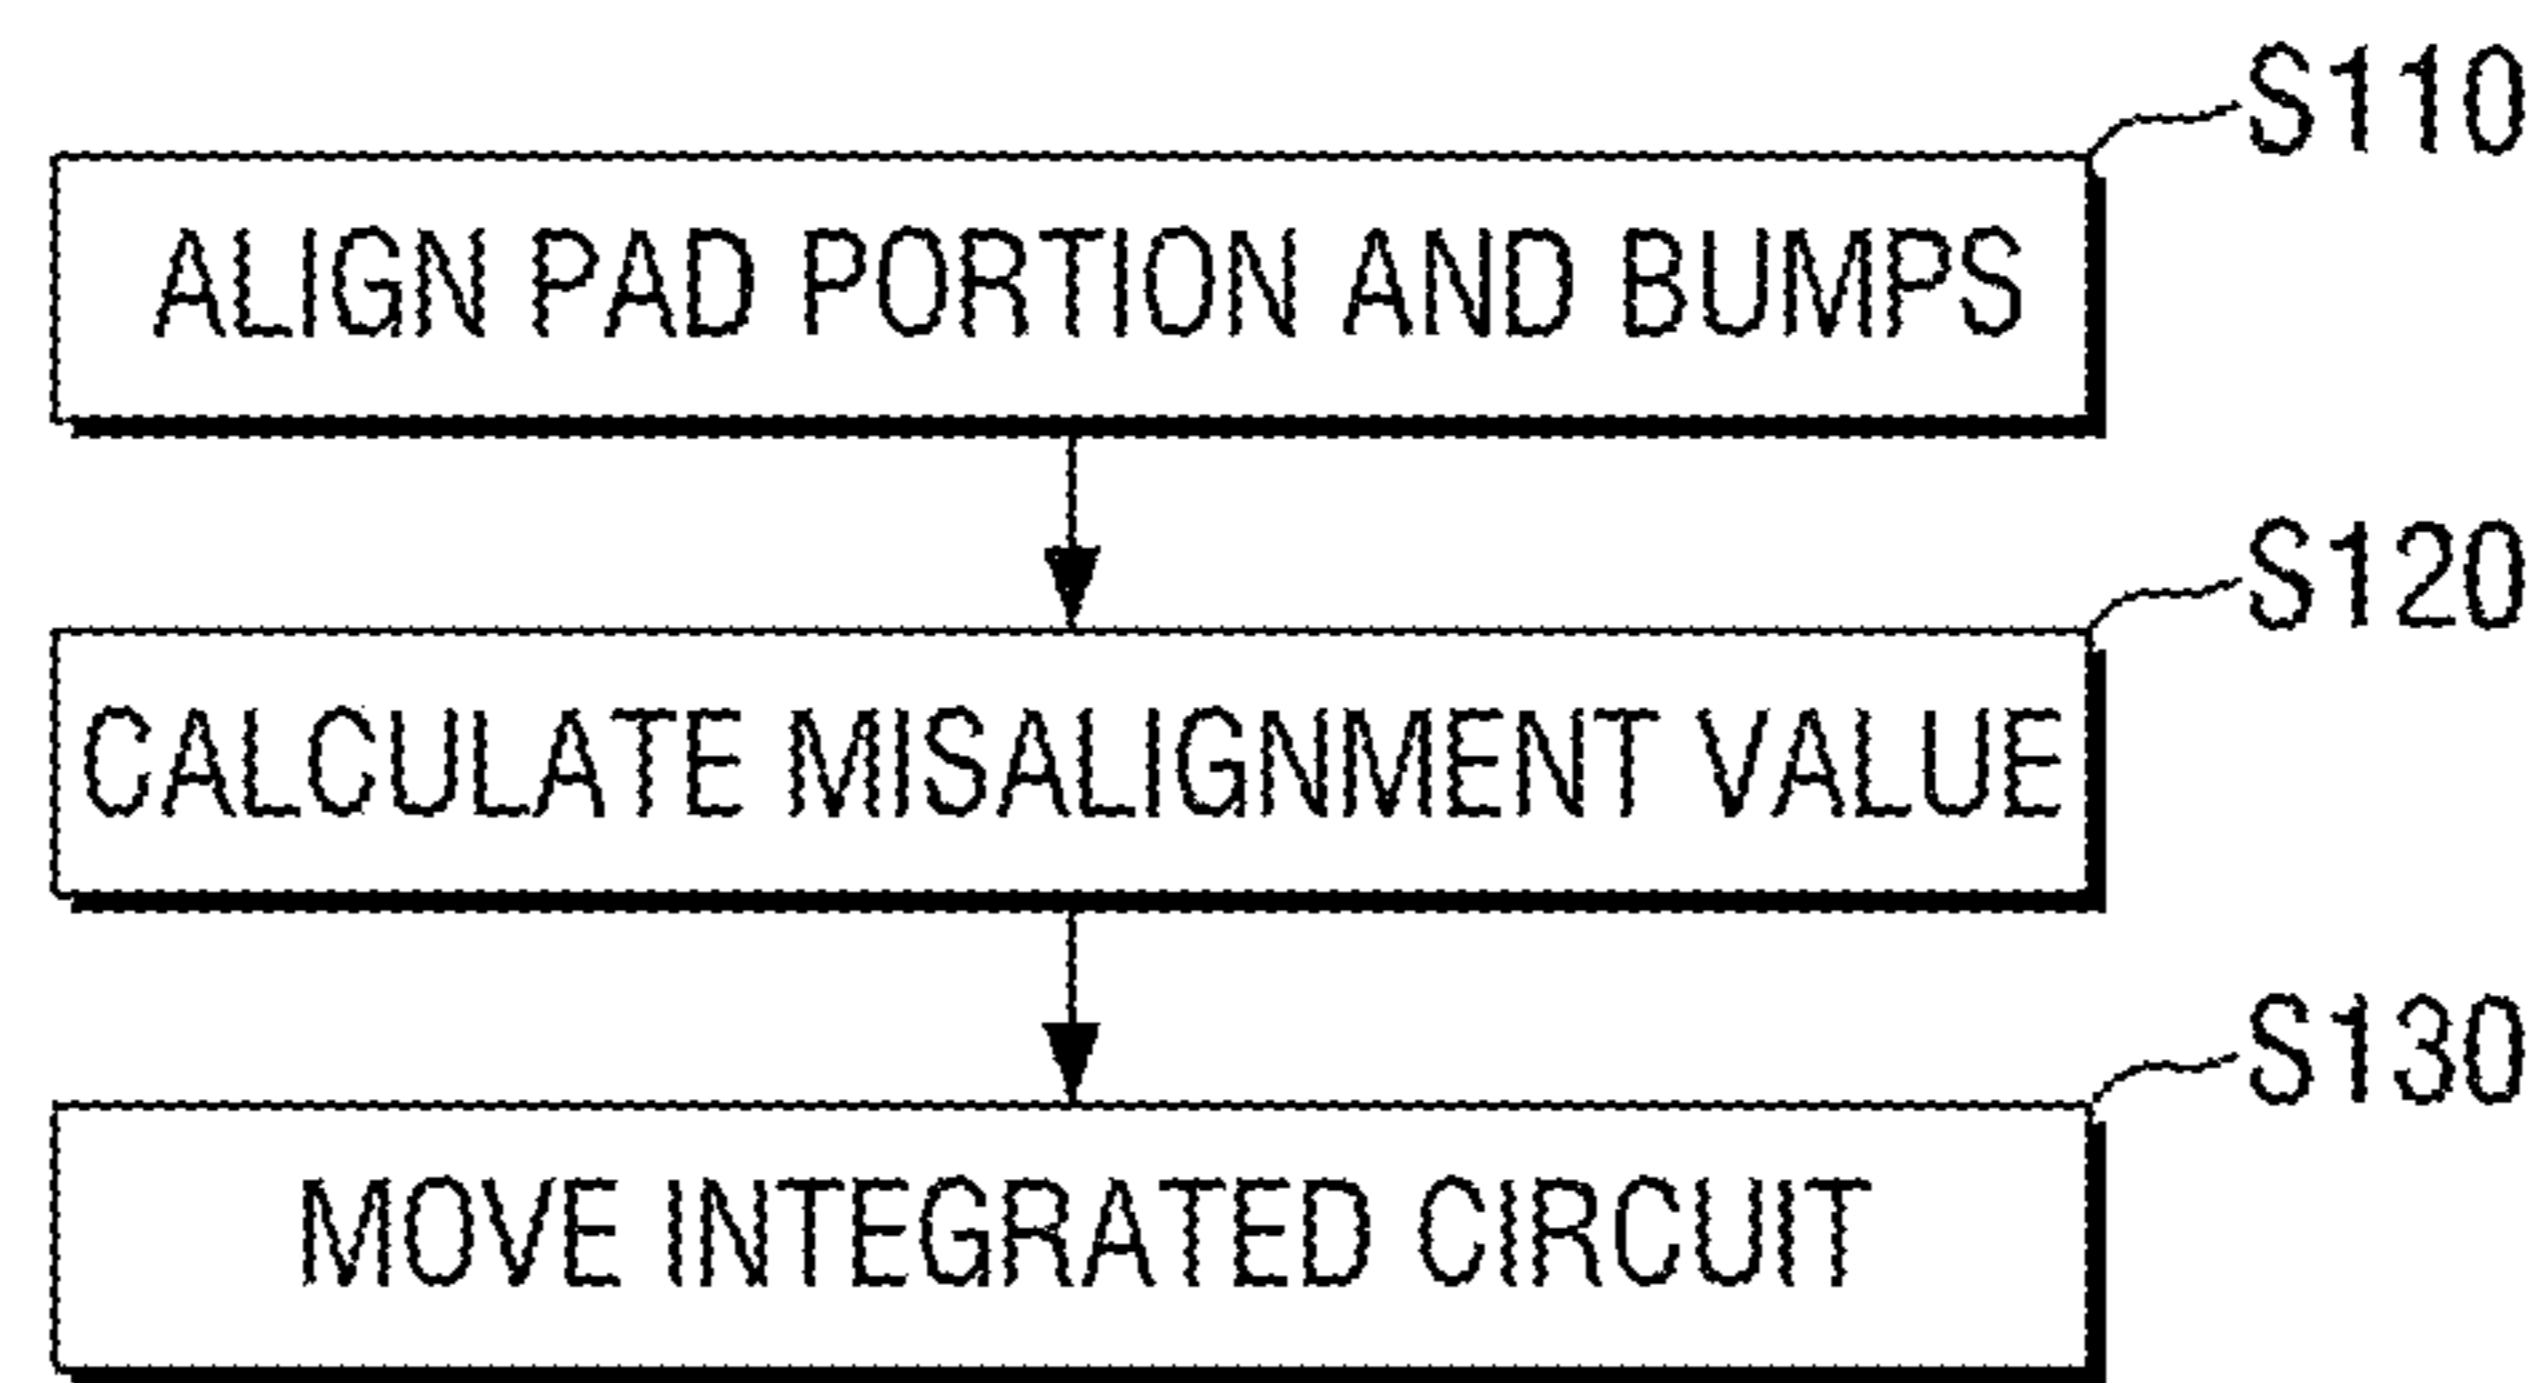 S110
ALIGN PAD PORTION AND BUMPS
S120
CALCULATE MISALIGNMENT VALUE
S130
MOVE INTEGRATED CIRCUIT